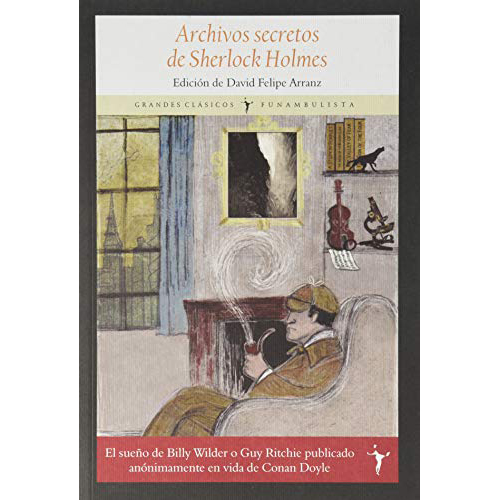 Archivos secretos
de Sherlock Holmes
Edición de David Felipe Arranz
GRANDES CLÁSICOS FUNAMBULISTA
El sueño de Billy Wilder o Guy Ritchie publicado
anónimamente en vida de Conan Doyle